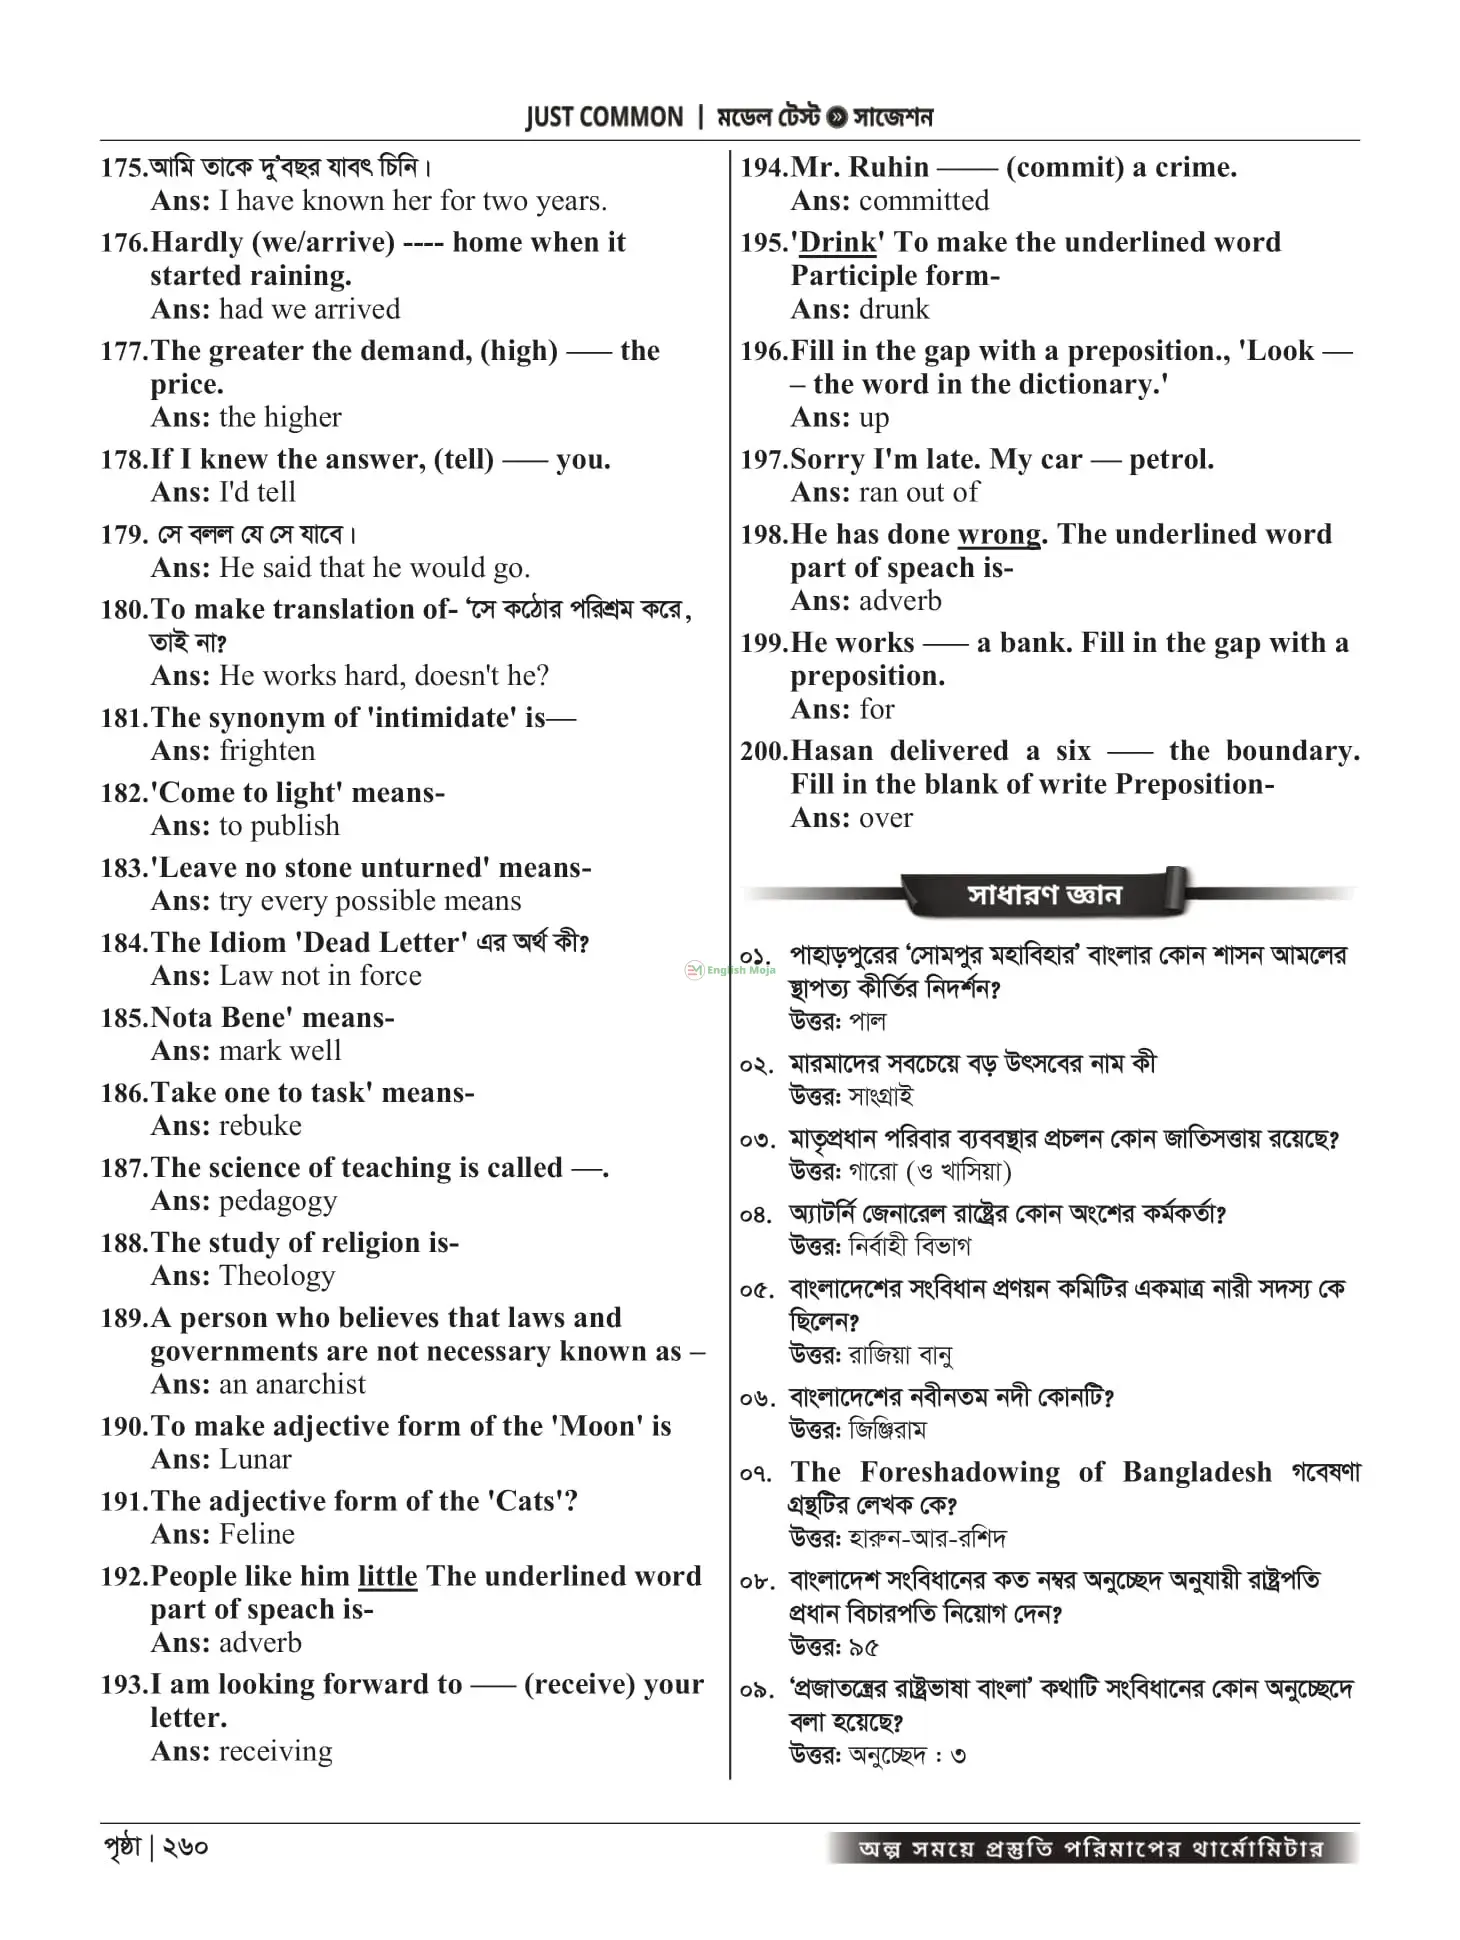 JUST COMMON | মডেল টেস্ট » সাজেশন
175.আমি তাকে দু'বছর যাবৎ চিনি।
Ans: I have known her for two years.
176.Hardly (we/arrive) ---- home when it
started raining.
Ans: had we arrived
177.The greater the demand, (high) —– the
price.
Ans: the higher
178.If I knew the answer, (tell) —– you.
Ans: I'd tell
179. সে বলল যে সে যাবে।
Ans: He said that he would go.
180.To make translation of- ‘সে কঠোর পরিশ্রম করে,
তাই না?
Ans: He works hard, doesn't he?
181.The synonym of 'intimidate' is—
Ans: frighten
182.'Come to light' means-
Ans: to publish
183.'Leave no stone unturned' means-
Ans: try every possible means
184.The Idiom 'Dead Letter' এর অর্থ কী?
Ans: Law not in force
185.Nota Bene' means-
Ans: mark well
186.Take one to task' means-
Ans: rebuke
187.The science of teaching is called —.
Ans: pedagogy
188.The study of religion is-
Ans: Theology
189.A person who believes that laws and
governments are not necessary known as –
Ans: an anarchist
190.To make adjective form of the 'Moon' is
Ans: Lunar
191.The adjective form of the 'Cats'?
Ans: Feline
192.People like him little The underlined word
part of speach is-
Ans: adverb
193.I am looking forward to —– (receive) your
letter.
Ans: receiving
194.Mr. Ruhin —— (commit) a crime.
Ans: committed
195.'Drink' To make the underlined word
Participle form-
Ans: drunk
196.Fill in the gap with a preposition., 'Look —
– the word in the dictionary.'
Ans: up
197.Sorry I'm late. My car — petrol.
Ans: ran out of
198.He has done wrong. The underlined word
part of speach is-
Ans: adverb
199.He works —– a bank. Fill in the gap with a
preposition.
Ans: for
200.Hasan delivered a six —– the boundary.
Fill in the blank of write Preposition-
Ans: over
সাধারণ জ্ঞান
০১. পাহাড়পুরের ‘সোমপুর মহাবিহার’ বাংলার কোন শাসন আমলের
স্থাপত্য কীর্তির নিদর্শন?
উত্তর: পাল
০২. মারমাদের সবচেয়ে বড় উৎসবের নাম কী
উত্তর: সাংগ্রাই
০৩. মাতৃপ্রধান পরিবার ব্যববস্থার প্রচলন কোন জাতিসত্তায় রয়েছে?
উত্তর: গারো (ও খাসিয়া)
০৪. অ্যাটর্নি জেনারেল রাষ্ট্রের কোন অংশের কর্মকর্তা?
উত্তর: নির্বাহী বিভাগ
০৫. বাংলাদেশের সংবিধান প্রণয়ন কমিটির একমাত্র নারী সদস্য কে
ছিলেন?
উত্তর: রাজিয়া বানু
০৬. বাংলাদেশের নবীনতম নদী কোনটি?
উত্তর: জিঞ্জিরাম
০৭. The Foreshadowing of Bangladesh গবেষণা
গ্রন্থটির লেখক কে?
উত্তর: হারুন-আর-রশিদ
০৮. বাংলাদেশ সংবিধানের কত নম্বর অনুচ্ছেদ অনুযায়ী রাষ্ট্রপতি
প্রধান বিচারপতি নিয়োগ দেন?
উত্তর: ৯৫
০৯. ‘প্রজাতন্ত্রের রাষ্ট্রভাষা বাংলা’ কথাটি সংবিধানের কোন অনুচ্ছেদে
বলা হয়েছে?
উত্তর: অনুচ্ছেদ : ৩
EM English Moja
পৃষ্ঠা | ২৬০
অল্প সময়ে প্রস্তুতি পরিমাপের থার্মোমিটার